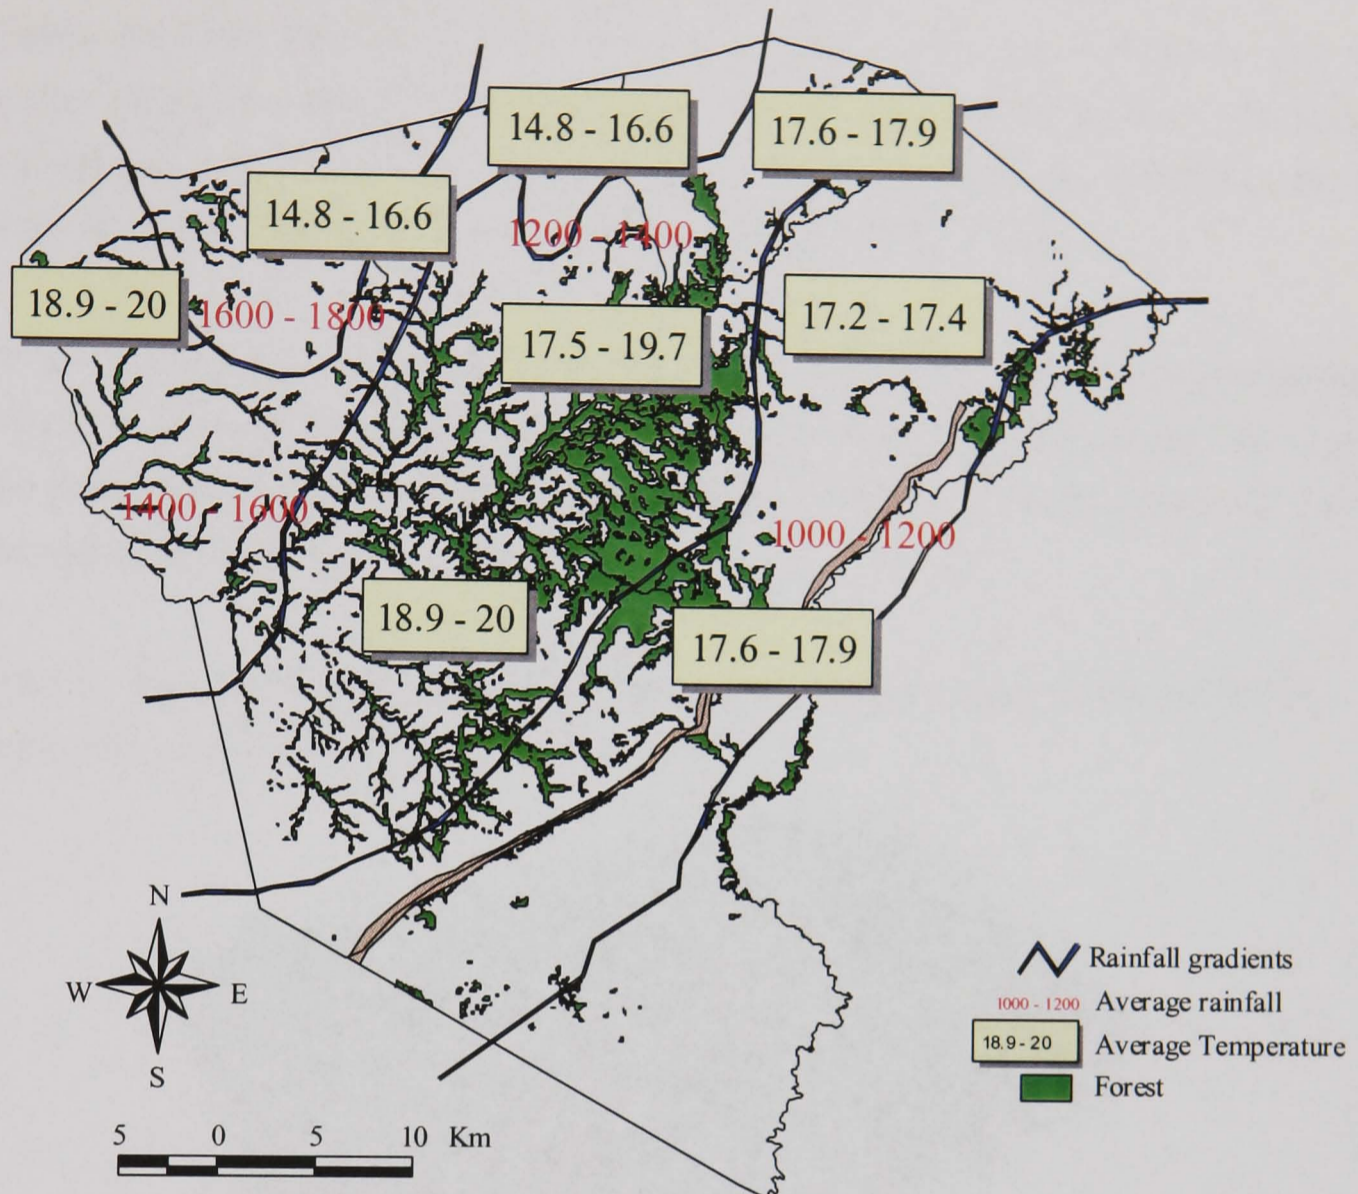 14.8 - 16.6
17.6 - 17.9
14.8 - 16.6
1200 - 1400
18.9 - 20
1600 - 1800
17.5 - 19.7
17.2 - 17.4
1400 - 1600
1000 - 1200
18.9 - 20
17.6 - 17.9
N
W
E
S
Rainfall gradients
1000 - 1200 Average rainfall
18.9 - 20 Average Temperature
Forest
5 0 5 10 Km